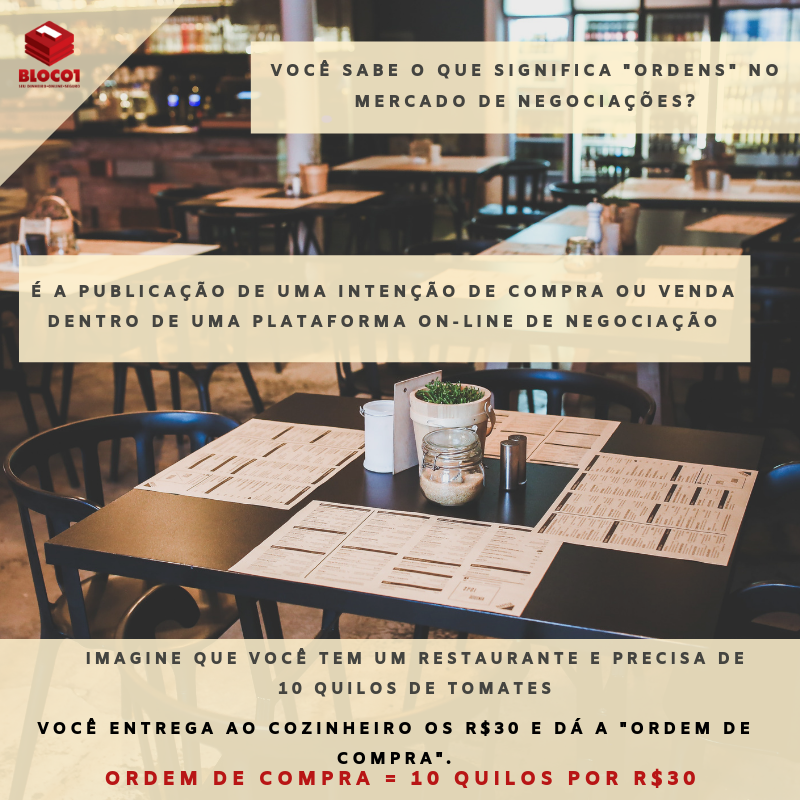 BLOCO1
VOCÊ SABE O QUE SIGNIFICA "ORDENS" NO
MERCADO DE NEGOCIAÇÕES?
É A PUBLICAÇÃO DE UMA INTENÇÃO DE COMPRA OU VENDA
DENTRO DE UMA PLATAFORMA ON-LINE DE NEGOCIAÇÃO
IMAGINE QUE VOCÊ TEM UM RESTAURANTE E PRECISA DE
10 QUILOS DE TOMATES
VOCÊ ENTREGA AO COZINHEIRO OS R$30 E DÁ A "ORDEM DE
COMPRA".
ORDEM DE COMPRA = 10 QUILOS POR R$30